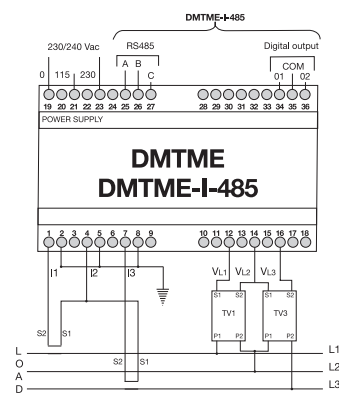 DMTME-I-485
230/240 Vac RS485 Digital output
A B COM
0 115 230 C 01 02
19 20 21 22 23 24 25 26 27 28 29 30 31 32 33 34 35 36
POWER SUPPLY
DMTME
DMTME-I-485
1 2 3 4 5 6 7 8 9 10 11 12 13 14 15 16 17 18
I1 I2 I3 VL1 VL2 VL3
S1 S2 S1 S2
TV1 TV3
P1 P2 P1 P2
S2 S1
S2 S1
L L1
O L2
A
D L3